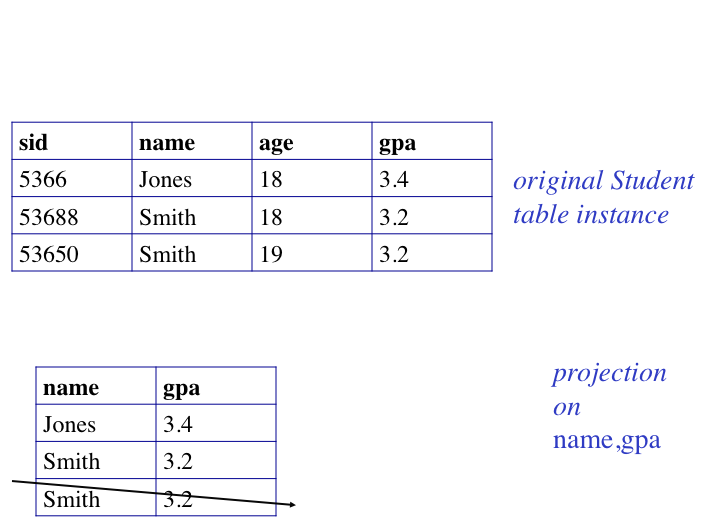 sid name age gpa
5366 Jones 18 3.4
53688 Smith 18 3.2
53650 Smith 19 3.2
original Student
table instance
name gpa
Jones 3.4
Smith 3.2
Smith 3.2
projection
on
name,gpa